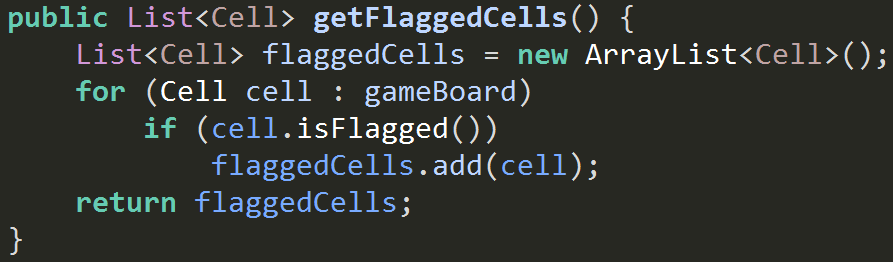 public List<Cell> getFlaggedCells() {
    List<Cell> flaggedCells = new ArrayList<Cell>();
    for (Cell cell : gameBoard)
        if (cell.isFlagged())
            flaggedCells.add(cell);
    return flaggedCells;
}